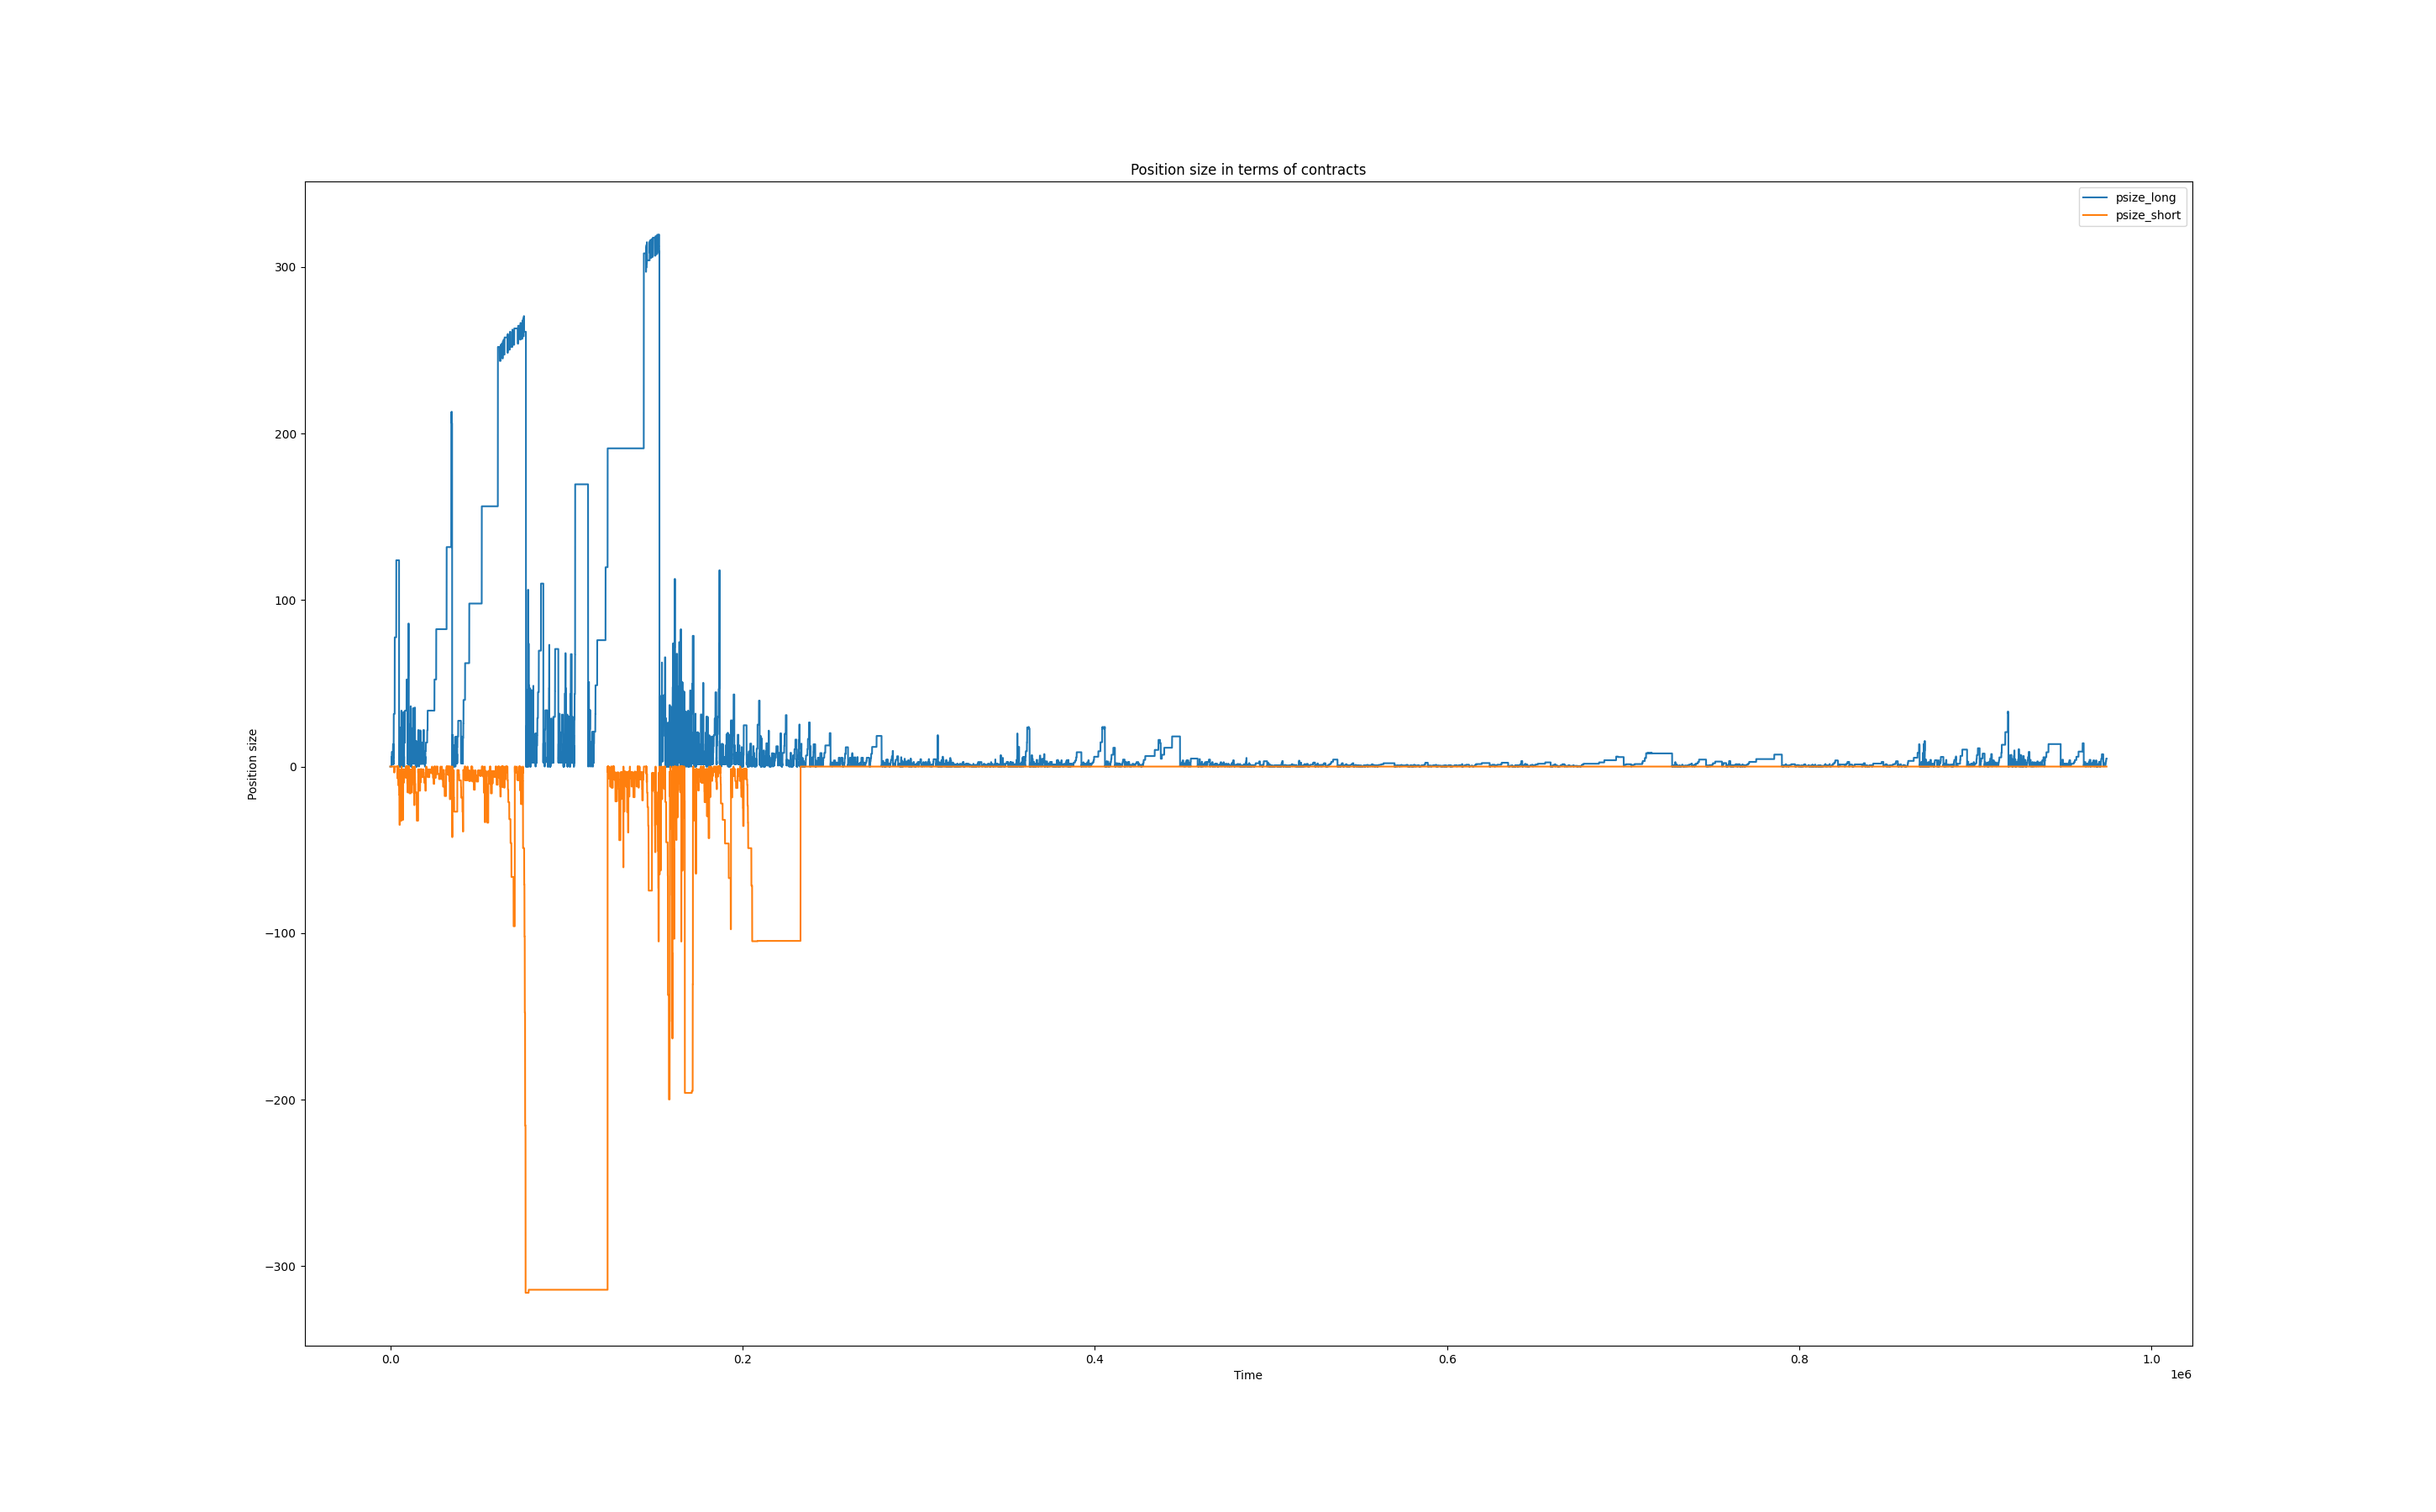 Position size in terms of contracts
psize_long
psize_short
300
200
100
0
−100
−200
−300
Position size
0.0
0.2
0.4
0.6
0.8
1.0
1e6
Time